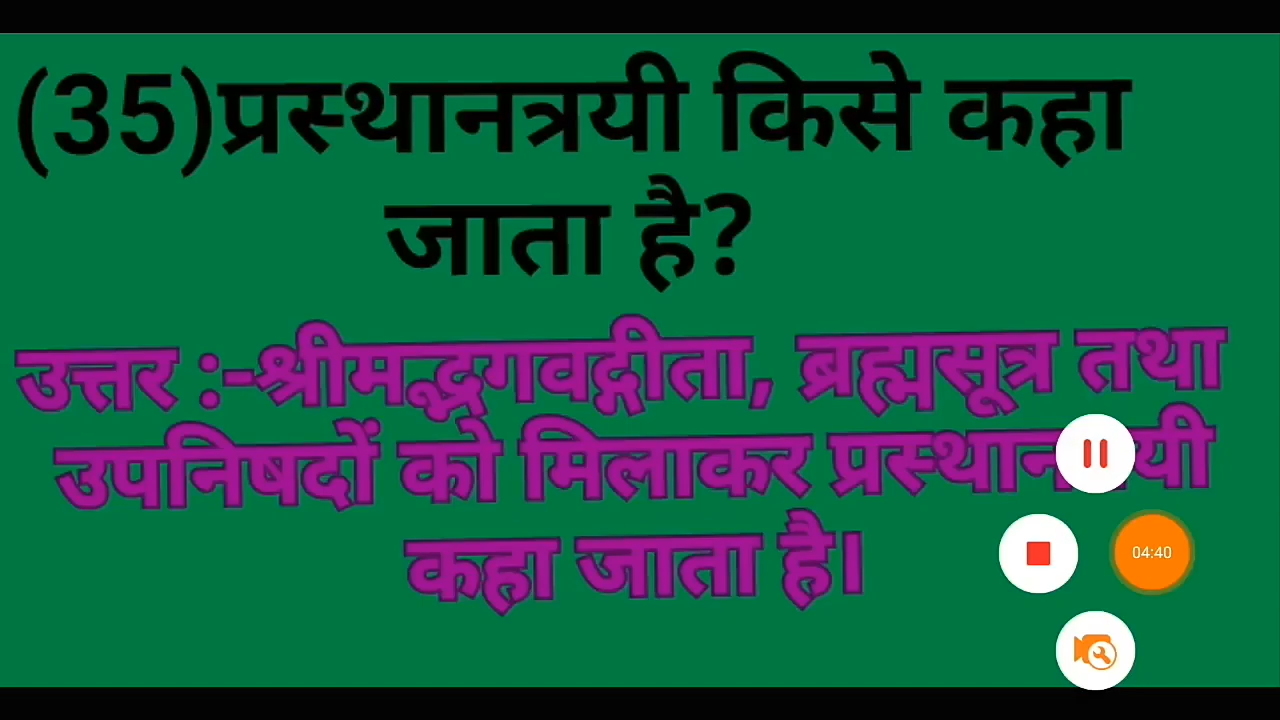 (35)प्रस्थानत्रयी किसे कहा
जाता है?
उत्तर :-श्रीमद्भगवद्गीता, ब्रह्मसूत्र तथा
उपनिषदों को मिलाकर
कहा जाता है।
04:40